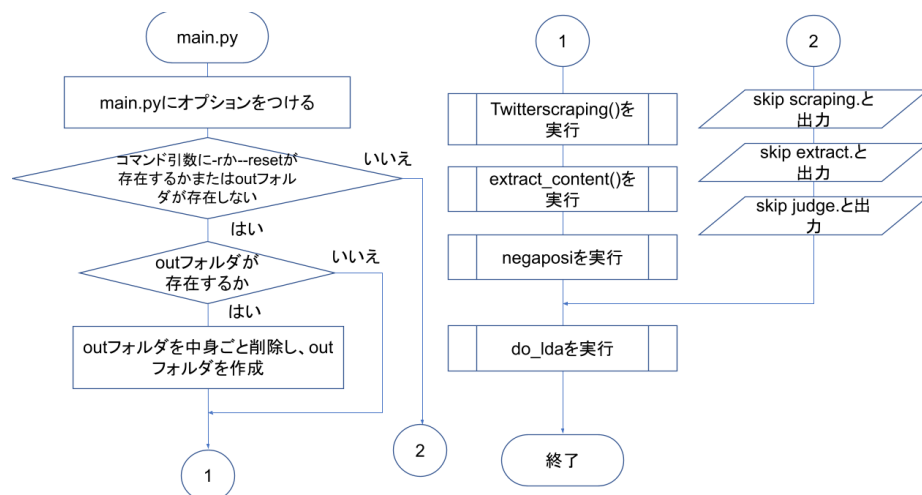 main.py
main.pyにオプションをつける
コマンド引数に-rか--resetが
存在するかまたはoutフォル
ダが存在しない
いいえ
はい
outフォルダが
存在するか
いいえ
はい
outフォルダを中身ごと削除し、out
フォルダを作成
1
2
1
Twitterscraping()を
実行
extract_content()を
実行
negaposiを実行
do_ldaを実行
終了
2
skip scraping.と
出力
skip extract.と
出力
skip judge.と出
力